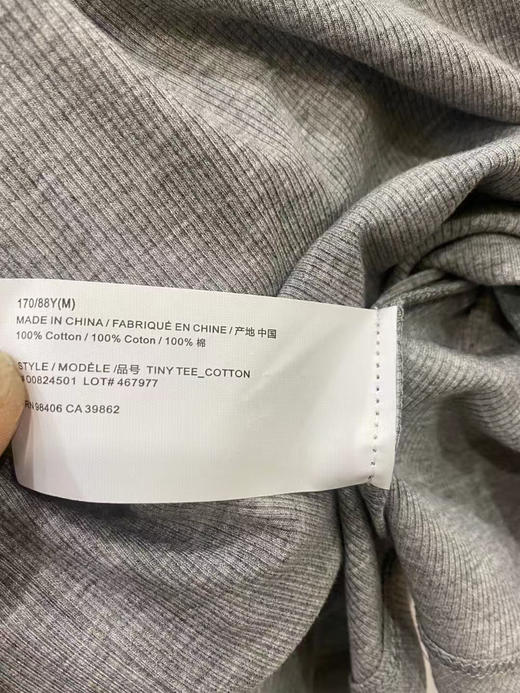 170/88Y(M)
MADE IN CHINA / FABRIQUÉ EN CHINE / 产地 中国
100% Cotton / 100% Coton / 100% 棉
STYLE / MODÈLE /品号 TINY TEE_COTTON
#00824501 LOT# 467977
RN 98406 CA 39862